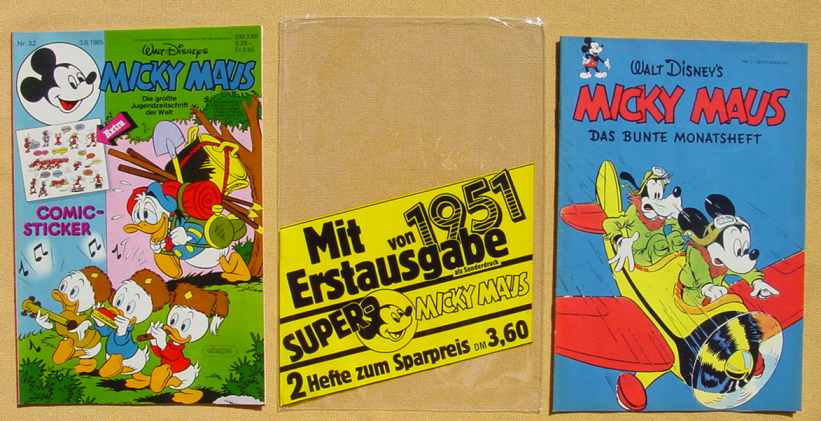 Nr. 32
WALT DISNEYS
MICKY MAUS
Die größte
Jugendzeitschrift
der Welt
Extra
COMIC-
STICKER
Mit
von 1951
Erstausgabe
als Sonderdruck
SUPER-
MICKY MAUS
2 Hefte zum Sparpreis DM 3,60
WALT DISNEY'S
MICKY MAUS
DAS BUNTE MONATSHEFT